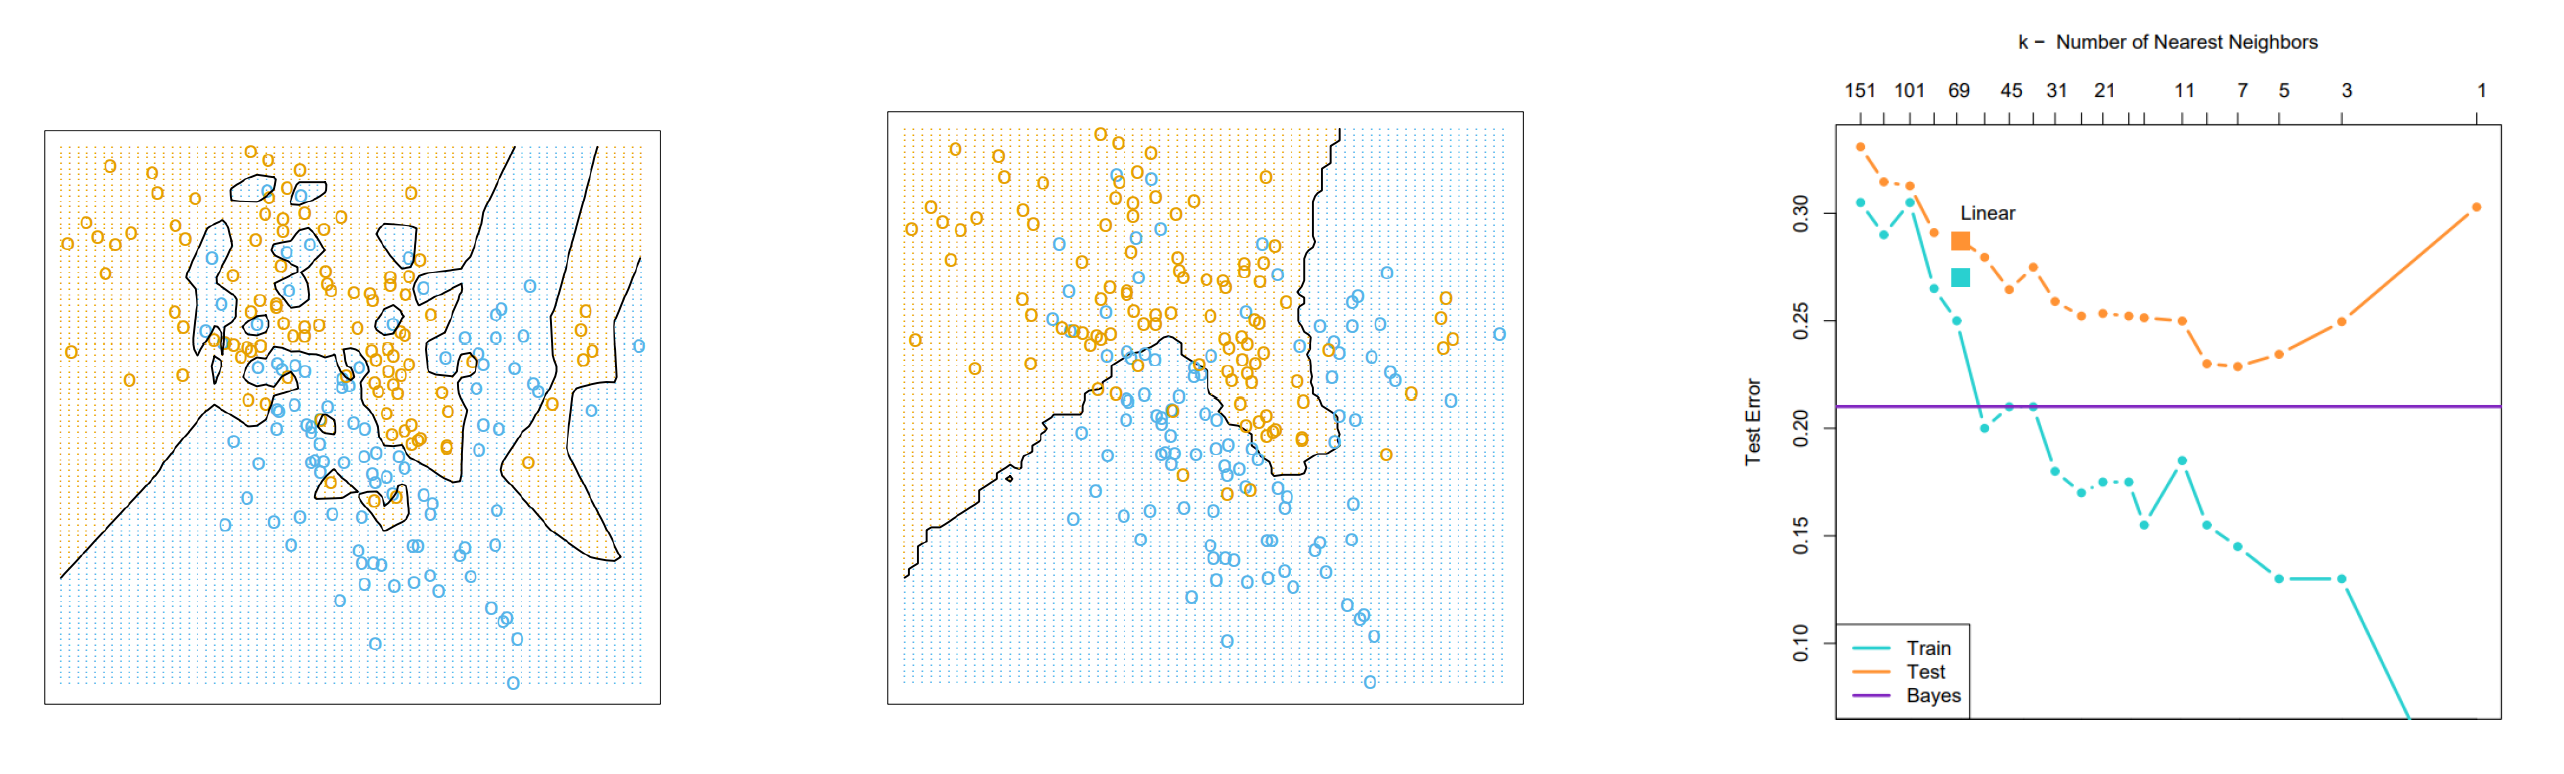 k − Number of Nearest Neighbors
151 101 69 45 31 21 11 7 5 3 1
Linear
0.30
0.25
0.20
0.15
0.10
Test Error
Train
Test
Bayes